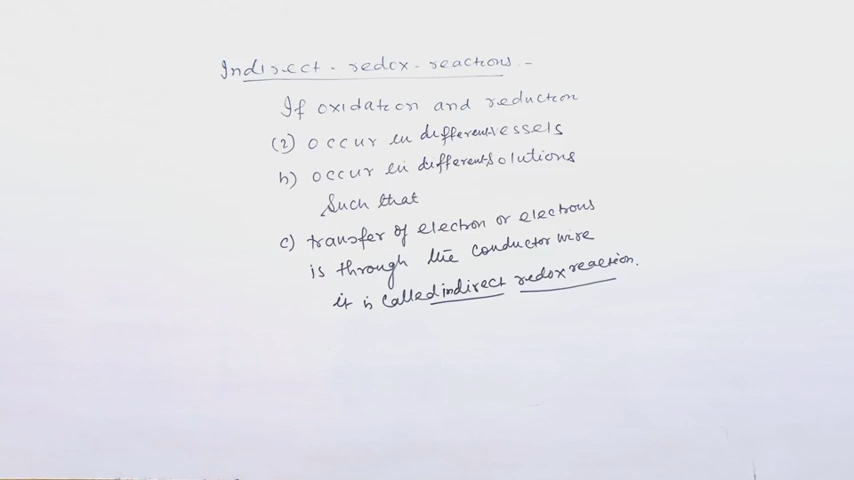 Indirect - redox - reactions -
If oxidation and reduction
(2) occur in different vessels
b) occur in different solutions
Such that
c) transfer of electron or electrons
is through the conductor wire
it is called indirect redox reaction.